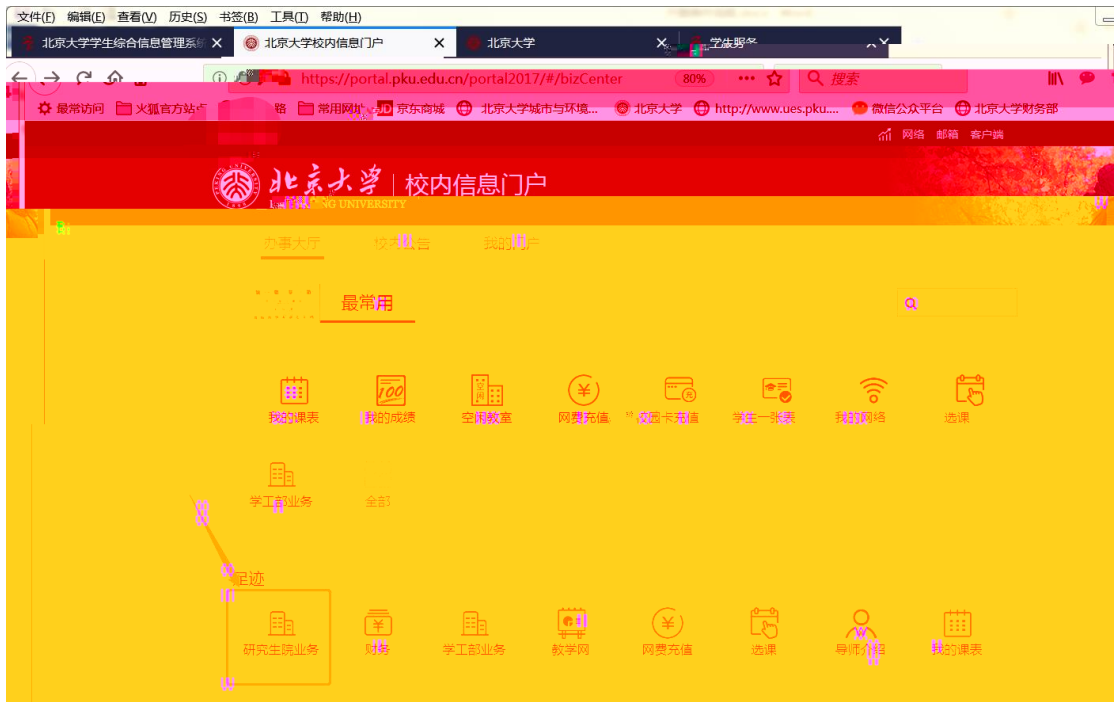 文件(F) 编辑(E) 查看(V) 历史(S) 书签(B) 工具(T) 帮助(H)
北京大学学生综合信息管理系统 北京大学校内信息门户 北京大学
https://portal.pku.edu.cn/portal2017/#/bizCenter 80% 搜索
最常访问 火狐官方站点 常用网址 JD 京东商城 北京大学城市与环境... 北京大学 http://www.ues.pku.... 微信公众平台 北京大学财务部
网络 邮箱 客户端
北京大学 校内信息门户
UNIVERSITY
办事大厅 校内公告 我的门户
最常用
我的课表 我的成绩 空闲教室 网费充值 校园卡充值 学生一张表 我的网络 选课
学工部业务 全部
足迹
研究生院业务 财务 学工部业务 教学网 网费充值 选课 导师介绍 我的课表